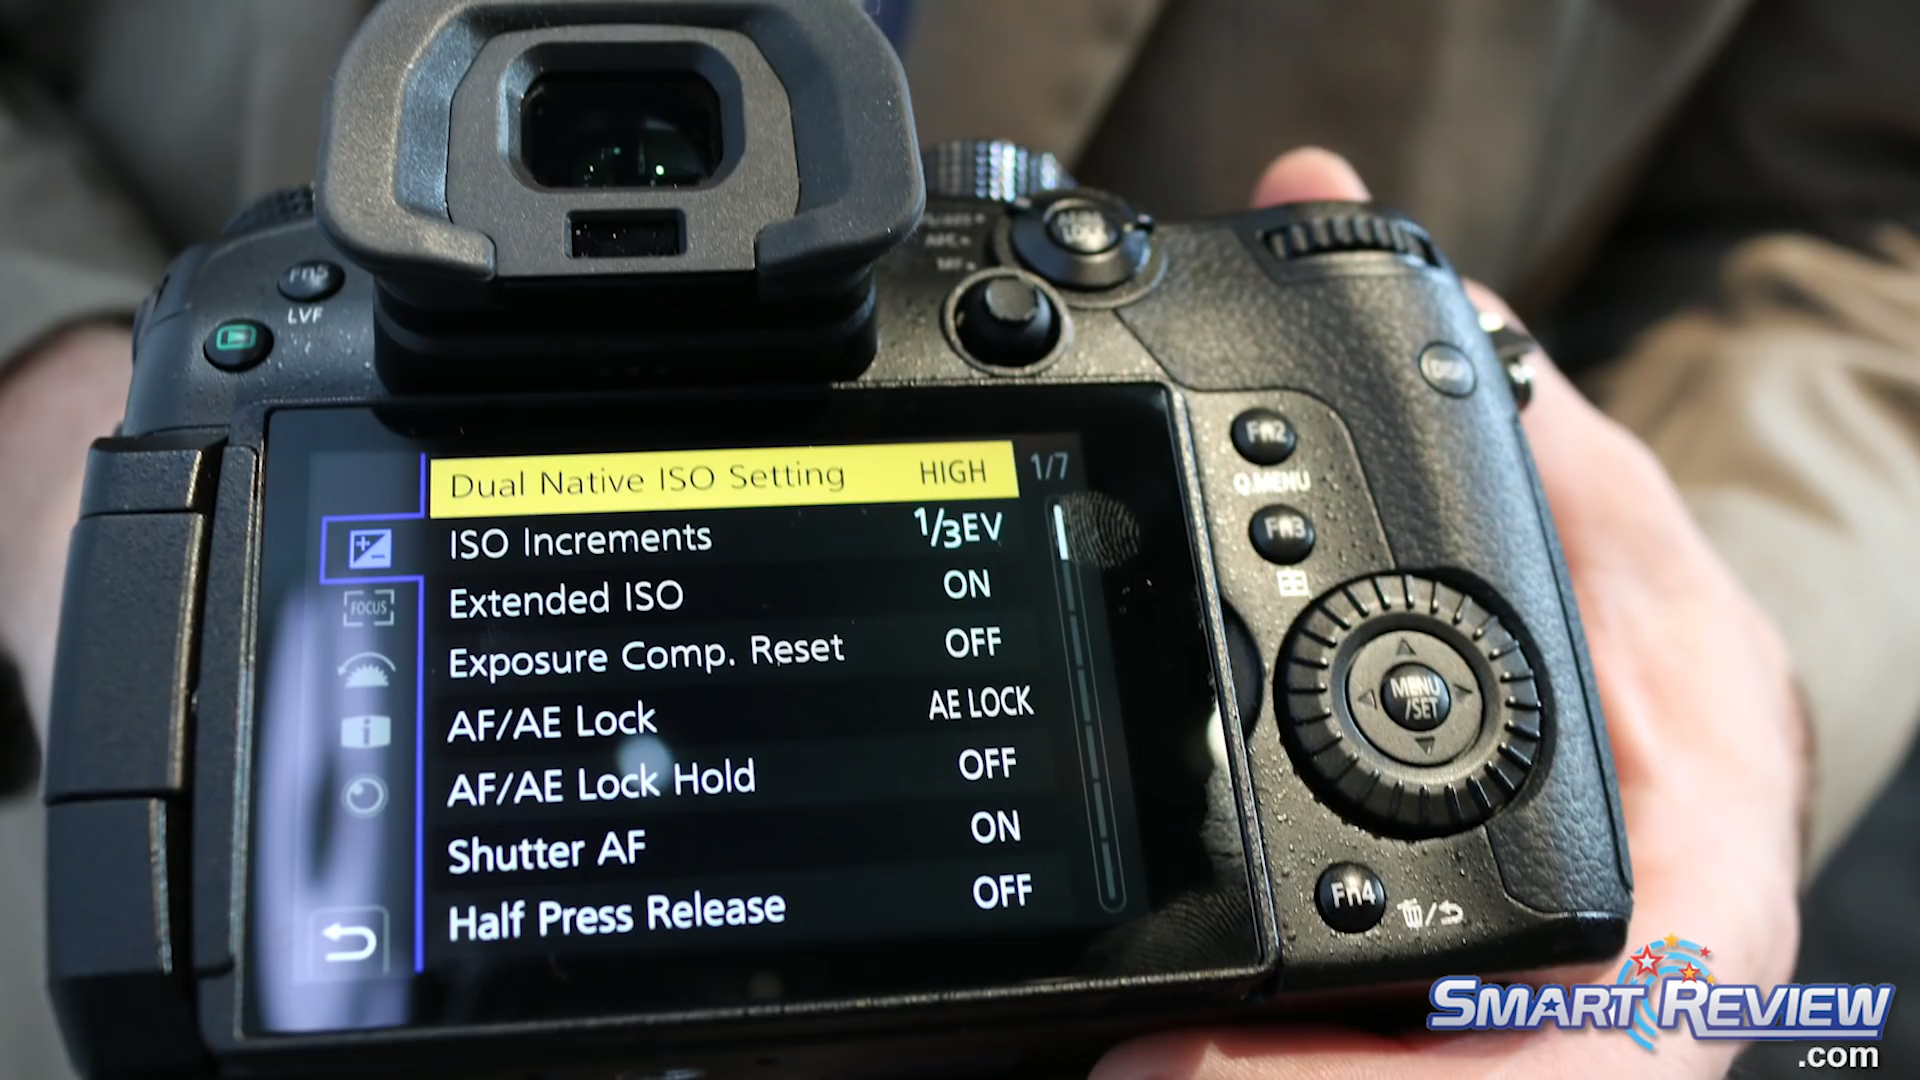 Fn5
LVF
Dual Native ISO Setting HIGH 1/7
ISO Increments 1/3EV
Extended ISO ON
FOCUS
Exposure Comp. Reset OFF
AF/AE Lock AE LOCK
AF/AE Lock Hold OFF
Shutter AF ON
Half Press Release OFF
Fn2
Q.MENU
Fn3
MENU
/SET
Fn4
DISP
SMART REVIEW
.com